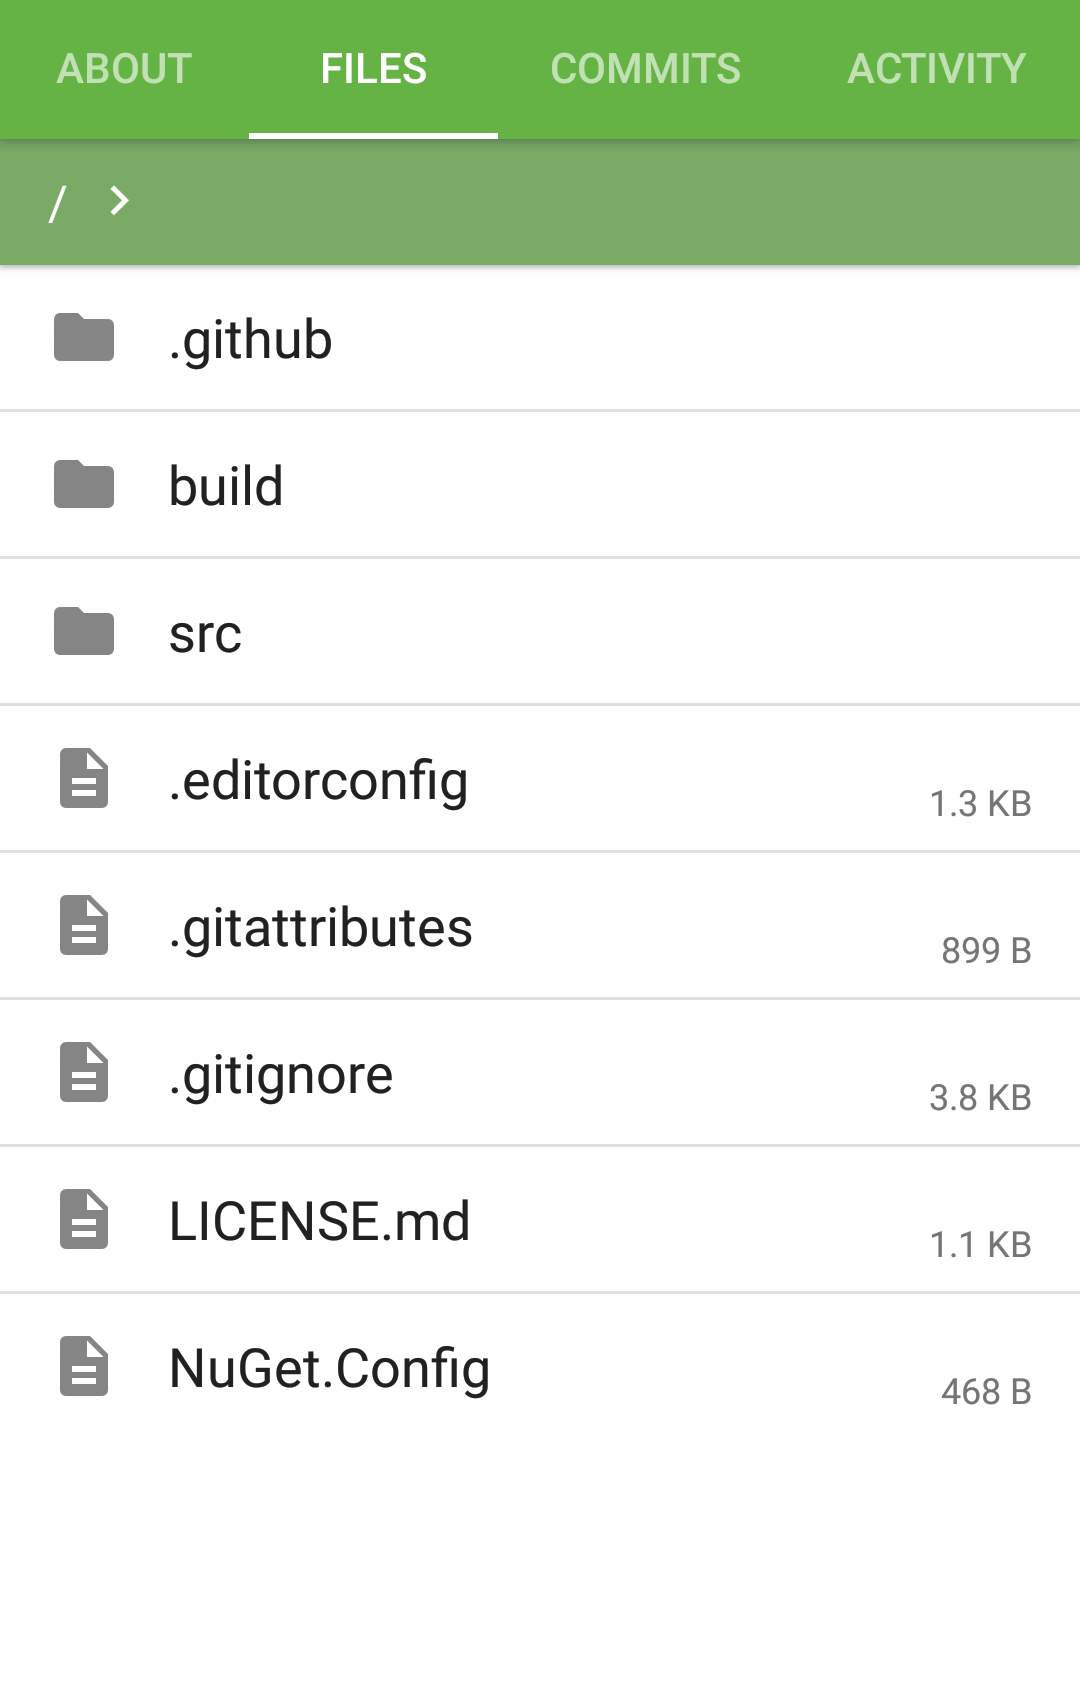 ABOUT FILES COMMITS ACTIVITY
/ >
.github
build
src
.editorconfig 1.3 KB
.gitattributes 899 B
.gitignore 3.8 KB
LICENSE.md 1.1 KB
NuGet.Config 468 B